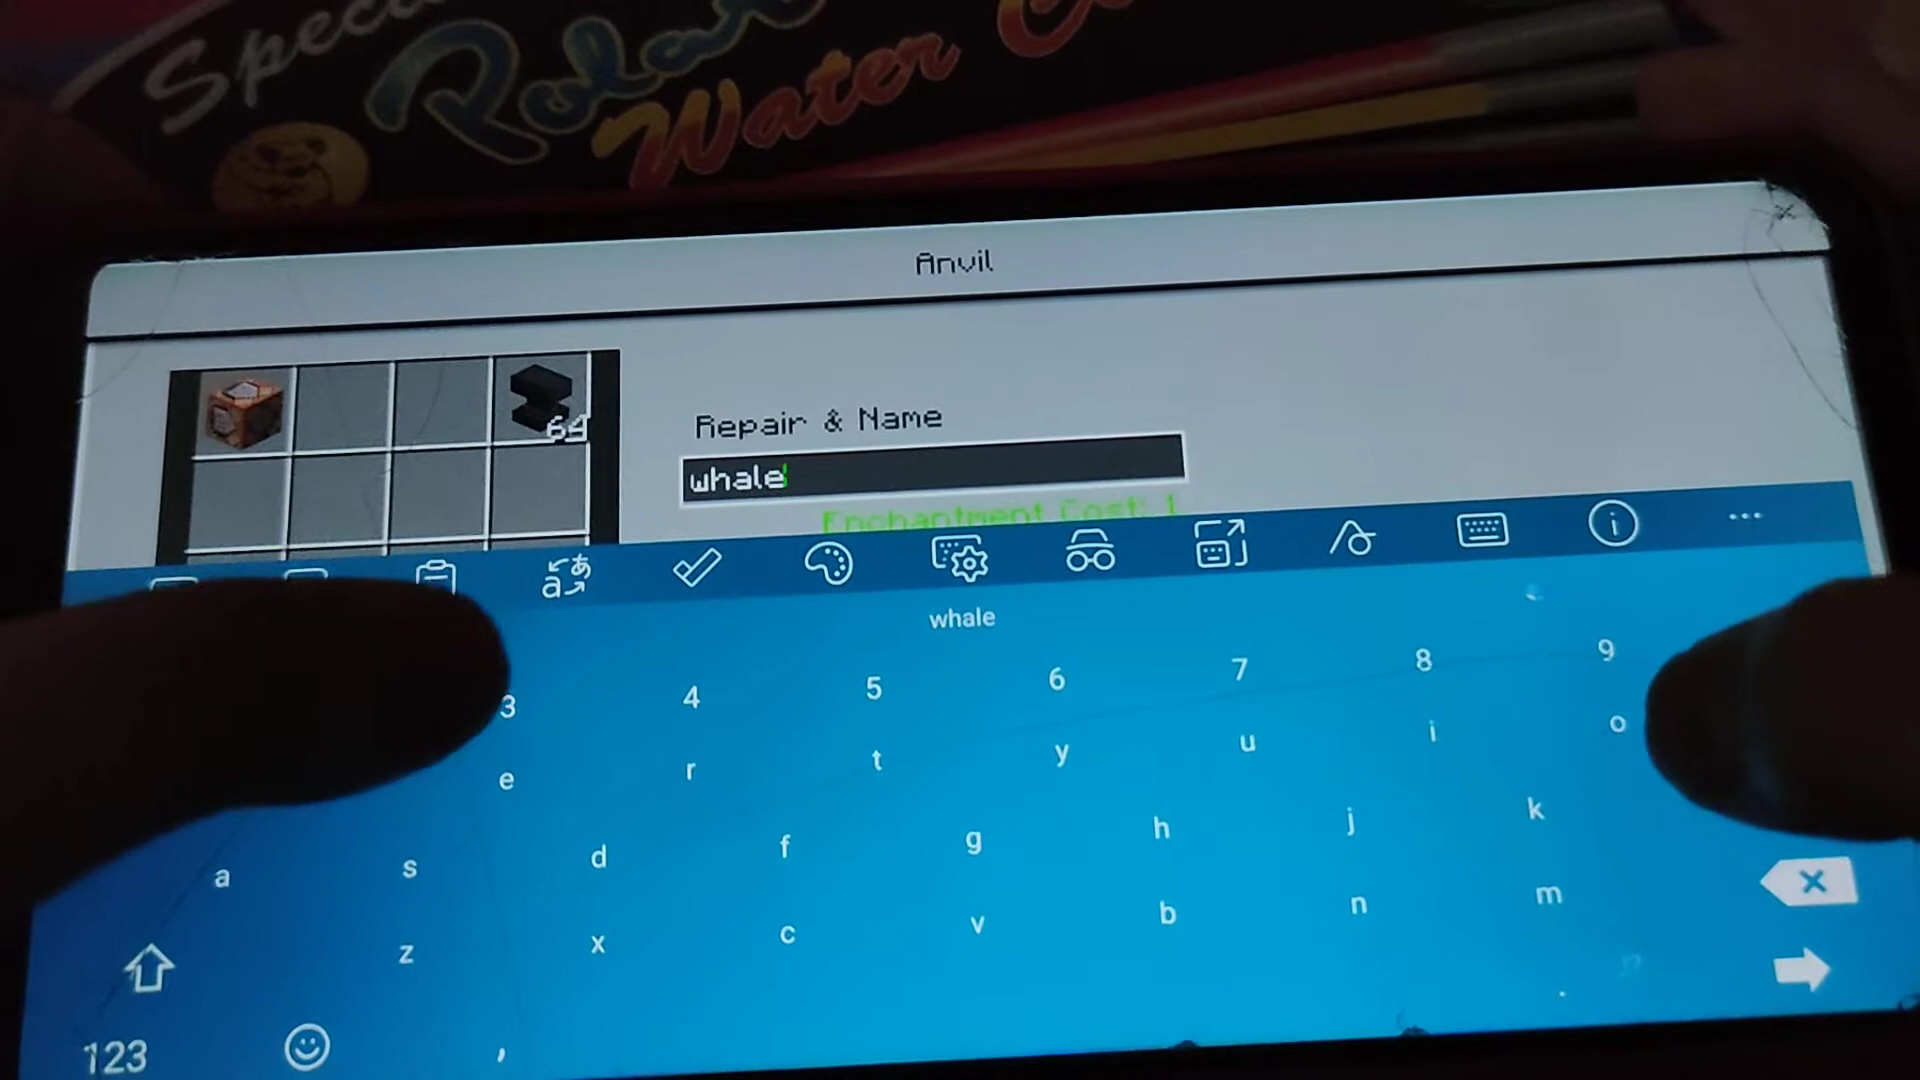 Special
Water
Anvil
64
Repair & Name
whale
Enchantment Cost: 1
whale
3 4 5 6 7 8 9
e r t y u i o
a s d f g h j k
z x c v b n m
!?
123 , .